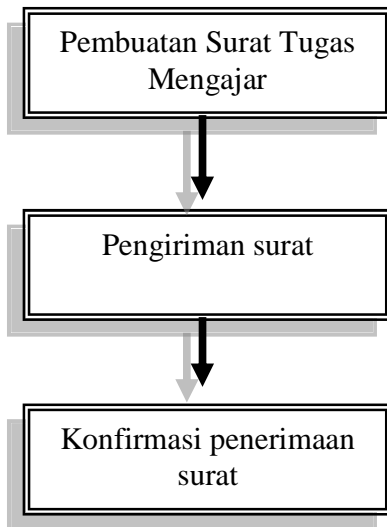 Pembuatan Surat Tugas
Mengajar
Pengiriman surat
Konfirmasi penerimaan
surat